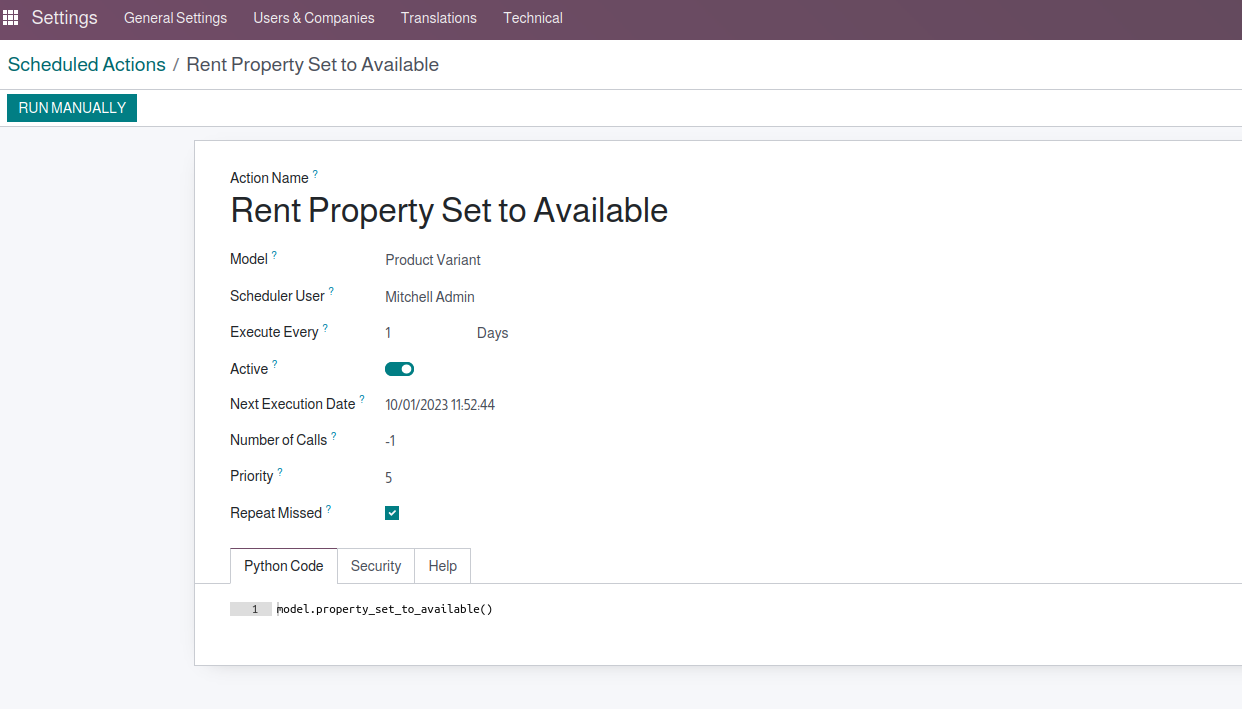 Settings General Settings Users & Companies Translations Technical
Scheduled Actions / Rent Property Set to Available
RUN MANUALLY
Action Name ?
Rent Property Set to Available
Model ? Product Variant
Scheduler User ? Mitchell Admin
Execute Every ? 1 Days
Active ?
Next Execution Date ? 10/01/2023 11:52:44
Number of Calls ? -1
Priority ? 5
Repeat Missed ?
Python Code Security Help
1 model.property_set_to_available()